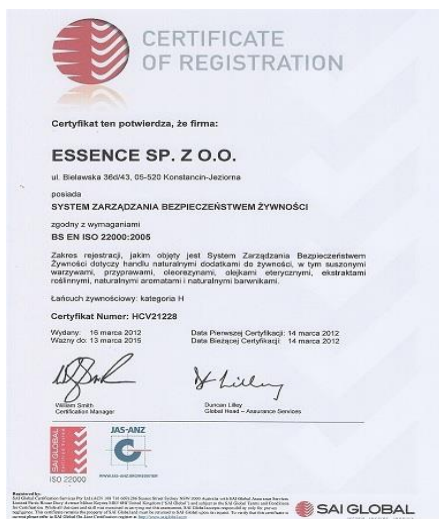 CERTIFICATE
OF REGISTRATION
Certyfikat ten potwierdza, że firma:
ESSENCE SP. Z O.O.
ul. Bielawska 36d/43, 05-520 Konstancin-Jeziorna
posiada
SYSTEM ZARZĄDZANIA BEZPIECZEŃSTWEM ŻYWNOŚCI
zgodny z wymaganiami
BS EN ISO 22000:2005
Zakres rejestracji, jakim objęty jest System Zarządzania Bezpieczeństwem
Żywności dotyczy handlu naturalnymi dodatkami do żywności, w tym suszonymi
warzywami, przyprawami, oleorezynami, olejkami eterycznymi, ekstraktami
roślinnymi, naturalnymi aromatami i naturalnymi barwnikami.
Łańcuch żywnościowy: kategoria H
Certyfikat Numer: HCV21228
Wydany: 16 marca 2012 Data Pierwszej Certyfikacji: 14 marca 2012
Ważny do: 13 marca 2015 Data Bieżącej Certyfikacji: 14 marca 2012
William Smith Duncan Lilley
Certification Manager Global Head – Assurance Services
SAI GLOBAL
JAS-ANZ
ISO 22000
Registered by:
SAI GLOBAL